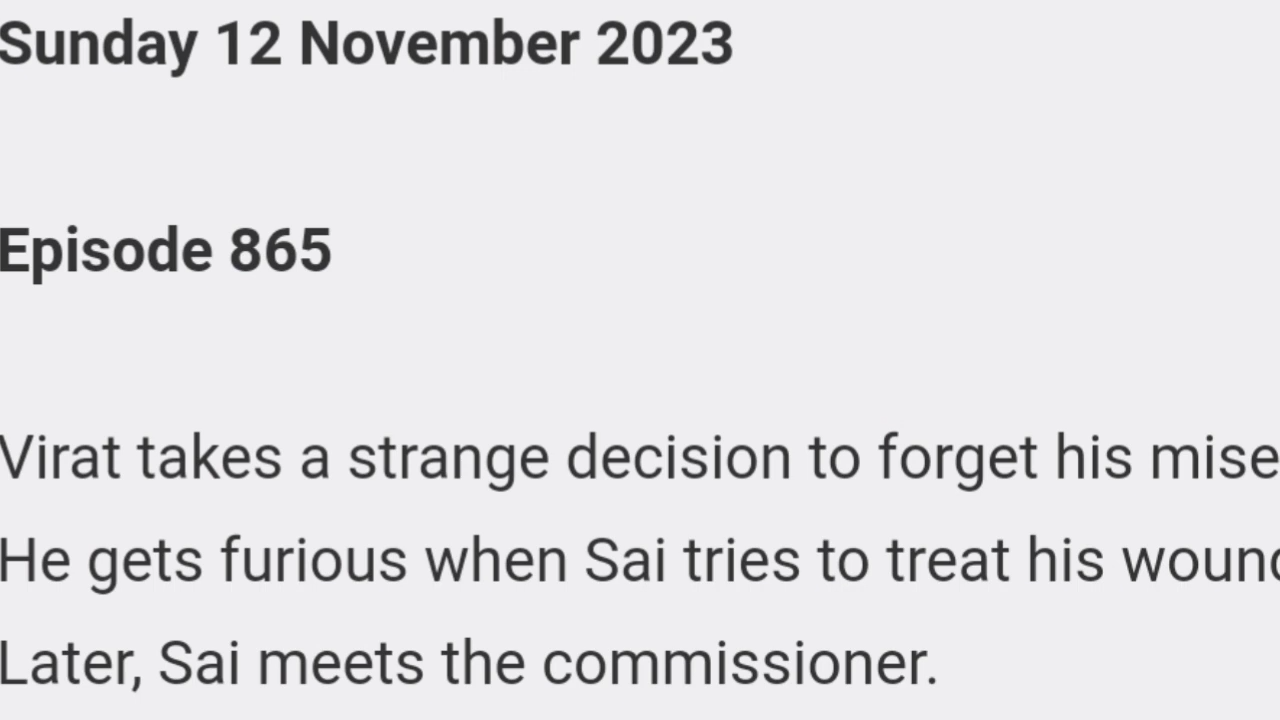 Sunday 12 November 2023
Episode 865
Virat takes a strange decision to forget his
He gets furious when Sai tries to treat his
Later, Sai meets the commissioner.